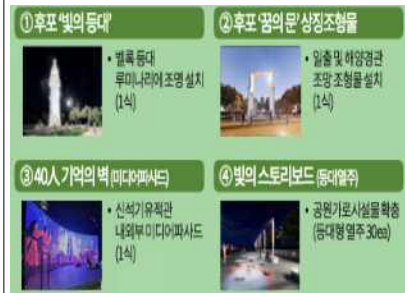 ① 후포 '빛의 등대'
• 벨록 등대
루미나리에 조명 설치
(1식)
② 후포 '꿈의 문' 상징조형물
• 일출 및 해양경관
조망 조형물 설치
(1식)
③ 40人 기억의 벽 (미디어파사드)
• 신석기유적관
내외부 미디어파사드
(1식)
④ 빛의 스토리보드 (등대열주)
• 공원가로시설물 확충
(등대형 열주 30ea)